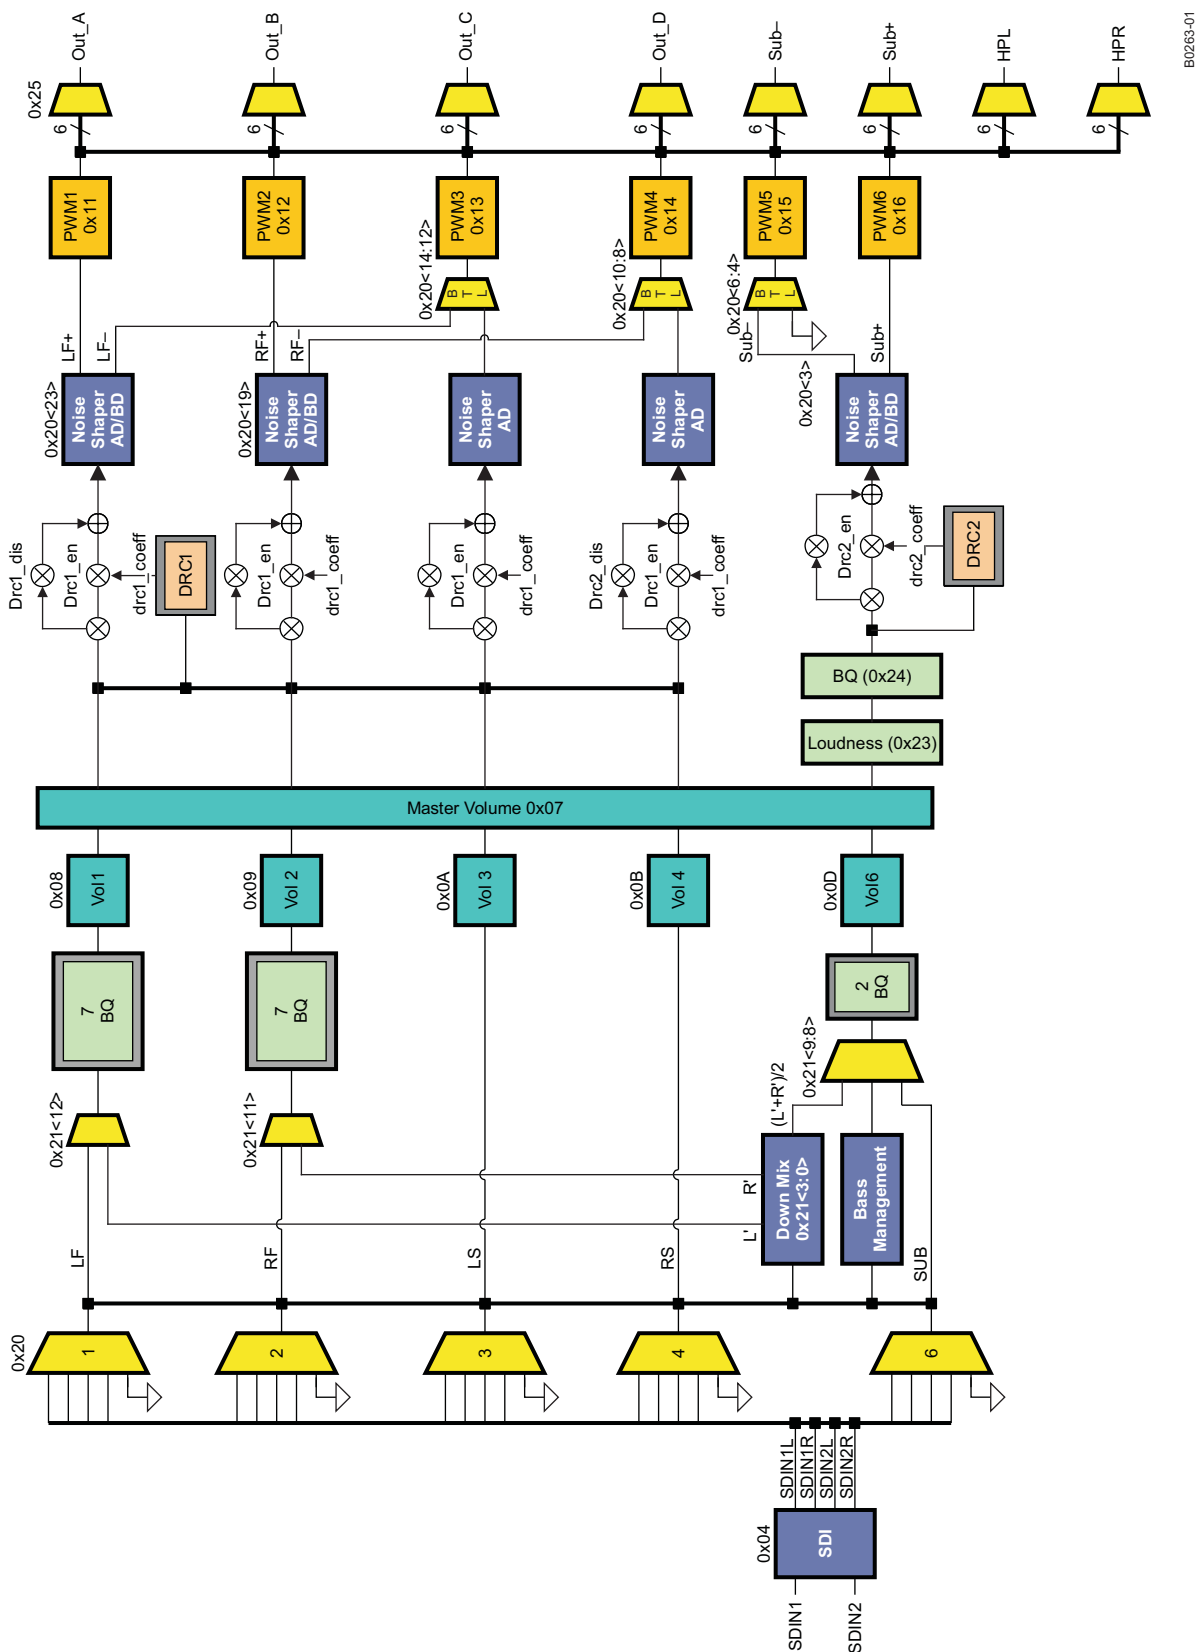 SDIN1
SDIN2
0x04
SDI
SDIN1L
SDIN1R
SDIN2L
SDIN2R
0x20
1
2
3
4
6
LF
RF
LS
RS
SUB
L'
R'
Down Mix
0x21<3:0>
Bass
Management
(L'+R')/2
0x21<12>
0x21<11>
0x21<9:8>
7
BQ
7
BQ
2
BQ
0x08
Vol1
0x09
Vol 2
0x0A
Vol 3
0x0B
Vol 4
0x0D
Vol6
Master Volume 0x07
Loudness (0x23)
BQ (0x24)
Drc1_dis
Drc1_en
drc1_coeff
DRC1
Drc1_en
drc1_coeff
Drc1_en
drc1_coeff
Drc2_dis
Drc1_en
drc1_coeff
Drc2_en
drc2_coeff
DRC2
0x20<23>
Noise
Shaper
AD/BD
0x20<19>
Noise
Shaper
AD/BD
Noise
Shaper
AD
Noise
Shaper
AD
0x20<3>
Noise
Shaper
AD/BD
LF+
LF–
RF+
RF–
Sub–
Sub+
0x20<14:12>
B
T
L
0x20<10:8>
B
T
L
0x20<6:4>
B
T
L
PWM1
0x11
PWM2
0x12
PWM3
0x13
PWM4
0x14
PWM5
0x15
PWM6
0x16
0x25
6
6
6
6
6
6
6
6
Out_A
Out_B
Out_C
Out_D
Sub–
Sub+
HPL
HPR
B0263-01